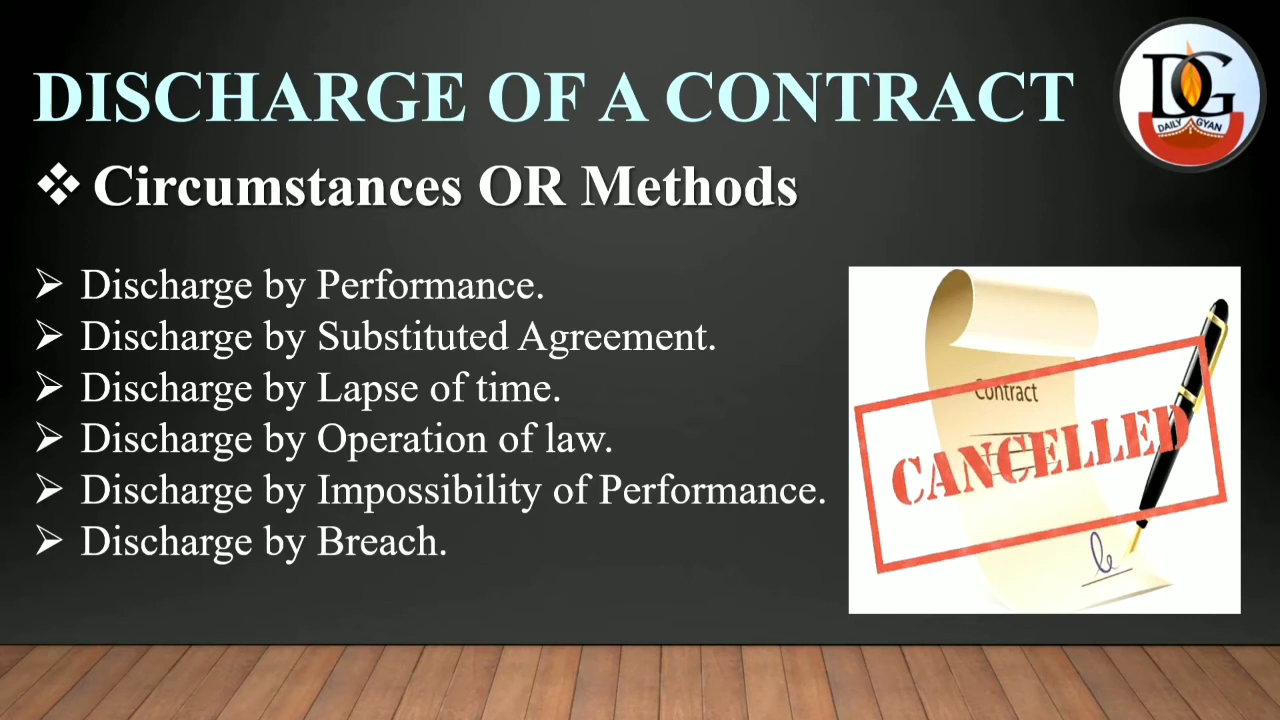 DISCHARGE OF A CONTRACT
DG
DAILY GYAN
❖ Circumstances OR Methods
➢ Discharge by Performance.
➢ Discharge by Substituted Agreement.
➢ Discharge by Lapse of time.
➢ Discharge by Operation of law.
➢ Discharge by Impossibility of Performance.
➢ Discharge by Breach.
Contract
CANCELLED